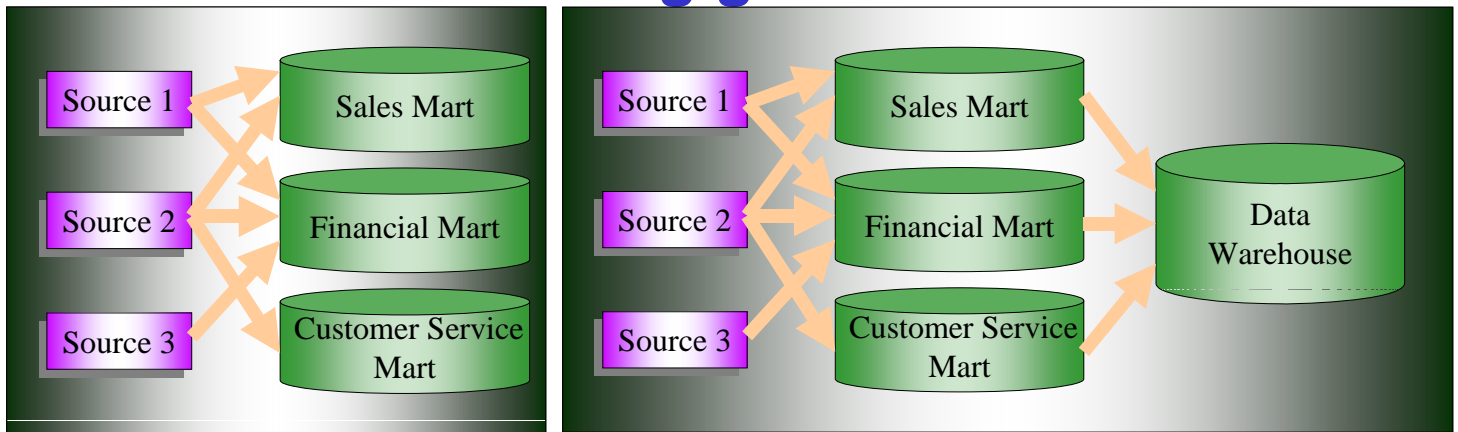 Source 1
Sales Mart
Source 2
Financial Mart
Source 3
Customer Service
Mart
Source 1
Sales Mart
Source 2
Financial Mart
Source 3
Customer Service
Mart
Data
Warehouse